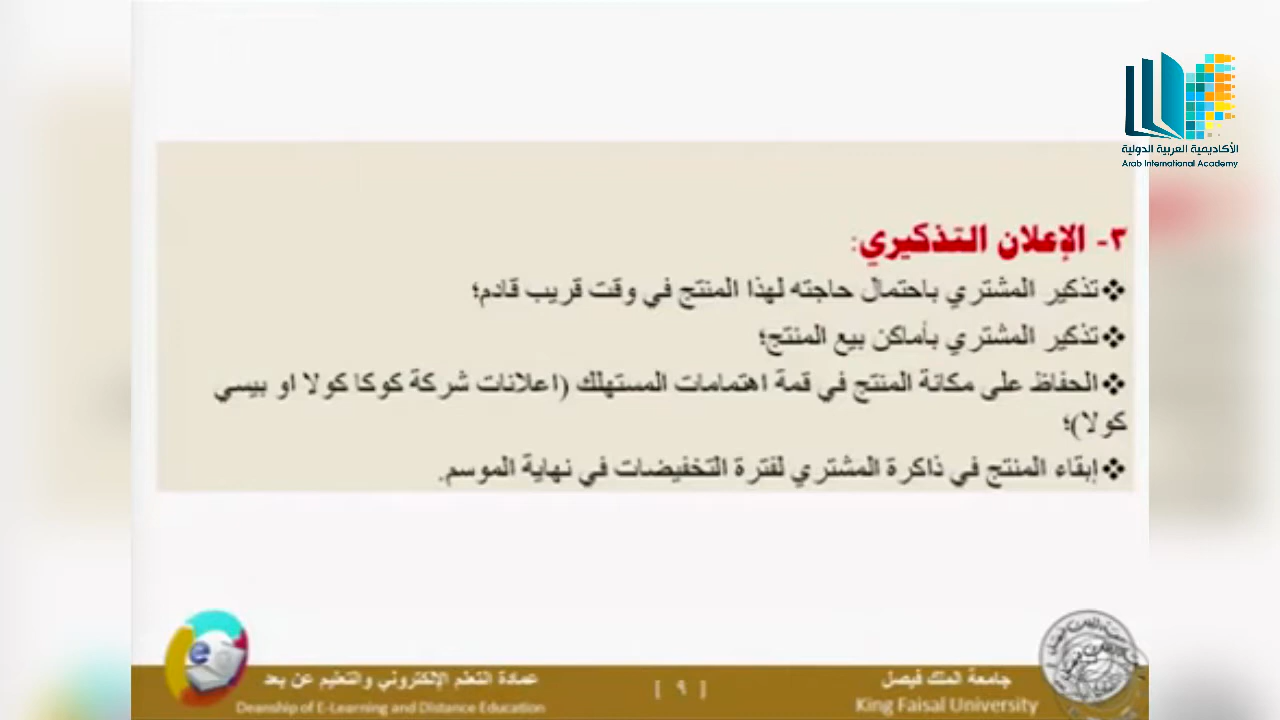 الأكاديمية العربية الدولية
Arab International Academy
٣- الإعلان التذكيري:
❖تذكير المشتري باحتمال حاجته لهذا المنتج في وقت قريب قادم؛
❖تذكير المشتري بأماكن بيع المنتج؛
❖الحفاظ على مكانة المنتج في قمة اهتمامات المستهلك (اعلانات شركة كوكا كولا او بيسي
كولا)؛
❖إبقاء المنتج في ذاكرة المشتري لفترة التخفيضات في نهاية الموسم.
جامعة الملك فيصل
King Faisal University
[ ٩ ]
عمادة التعلم الإلكتروني والتعليم عن بعد
Deanship of E-Learning and Distance Education